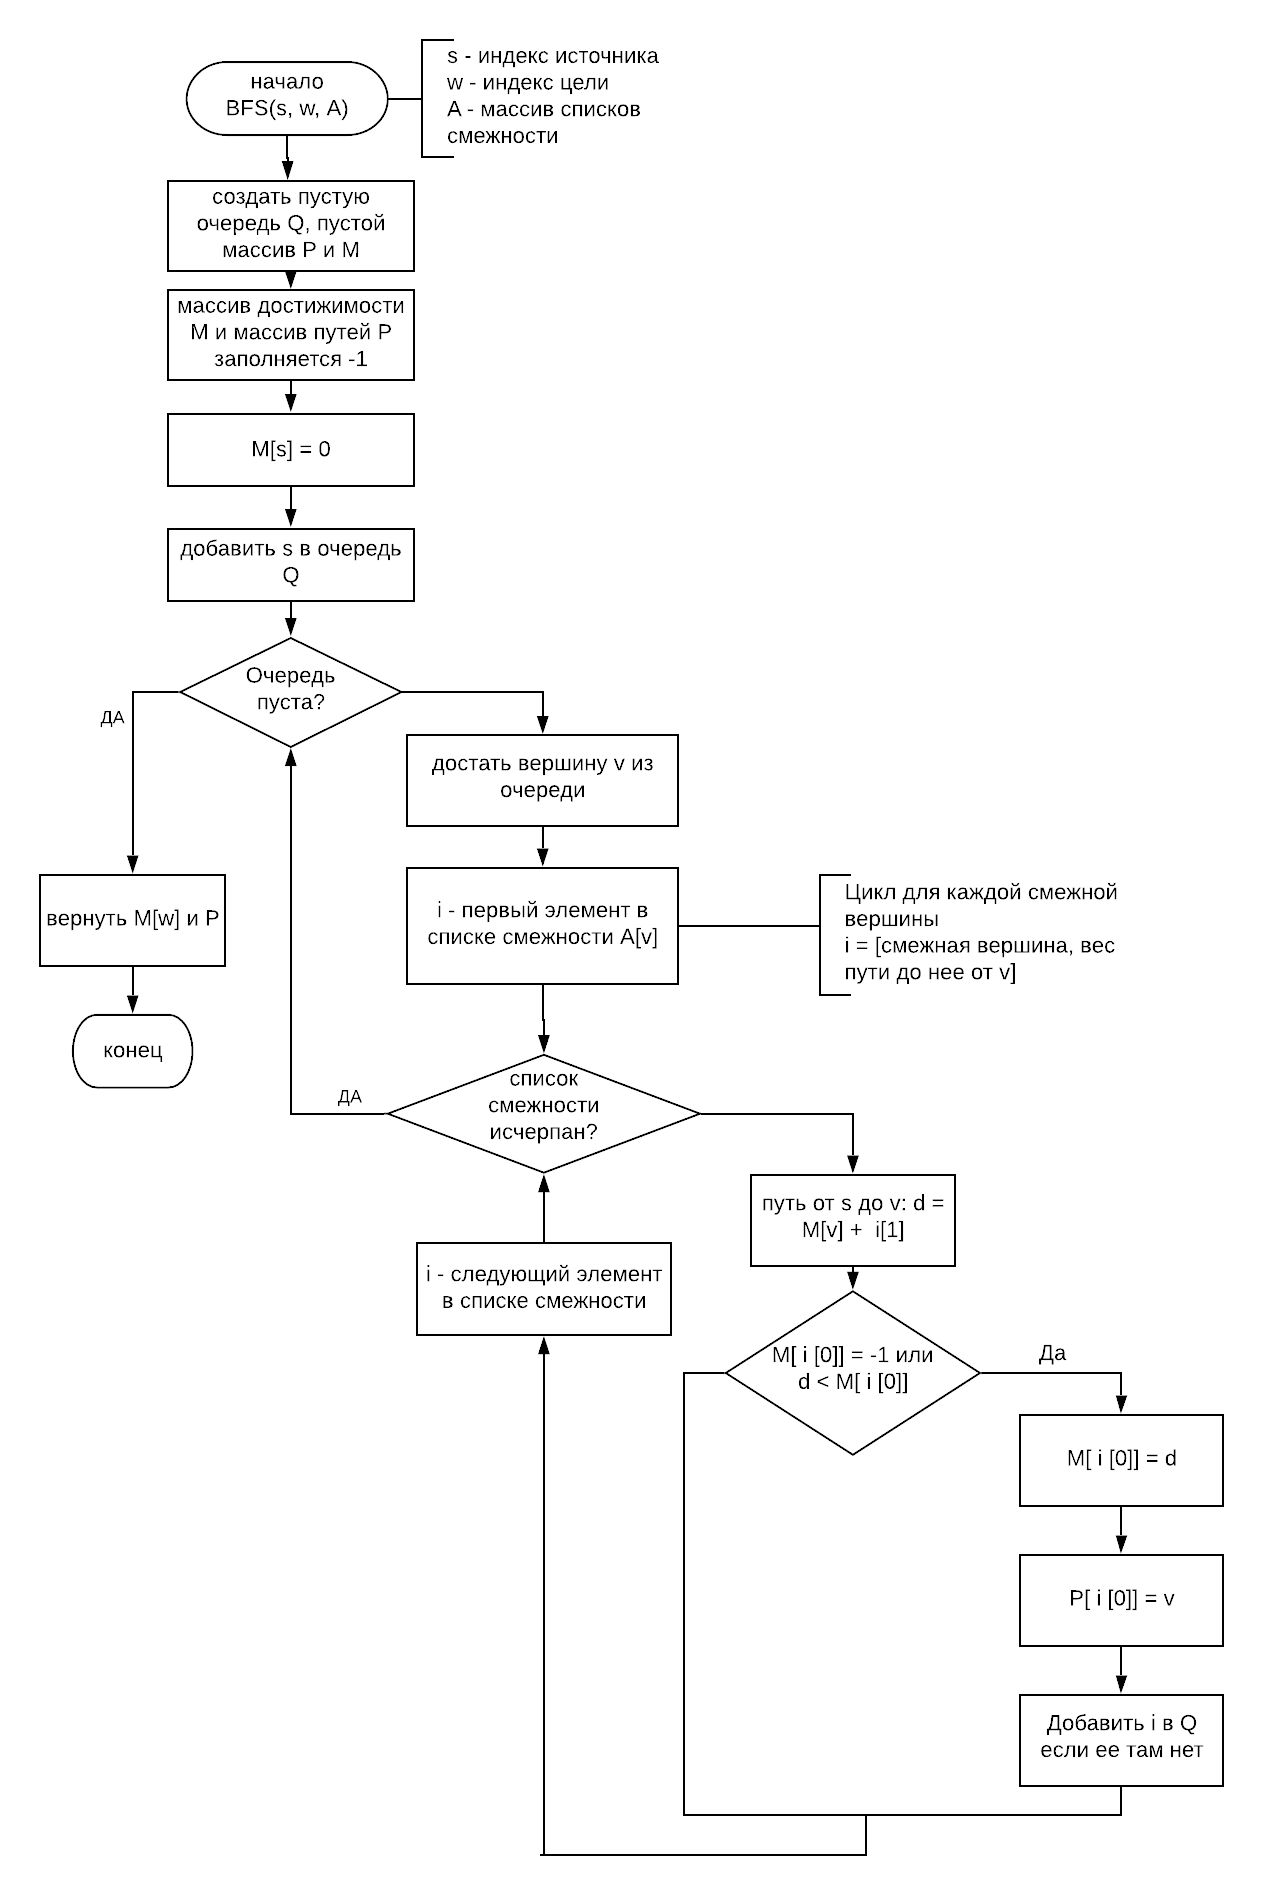 начало
BFS(s, w, A)
s - индекс источника
w - индекс цели
A - массив списков
смежности
создать пустую
очередь Q, пустой
массив P и M
массив достижимости
M и массив путей P
заполняется -1
M[s] = 0
добавить s в очередь
Q
Очередь
пуста?
ДА
достать вершину v из
очереди
вернуть M[w] и P
i - первый элемент в
списке смежности A[v]
Цикл для каждой смежной
вершины
i = [смежная вершина, вес
пути до нее от v]
конец
список
смежности
исчерпан?
ДА
путь от s до v: d =
M[v] + i[1]
i - следующий элемент
в списке смежности
M[ i [0]] = -1 или
d < M[ i [0]]
Да
M[ i [0]] = d
P[ i [0]] = v
Добавить i в Q
если ее там нет